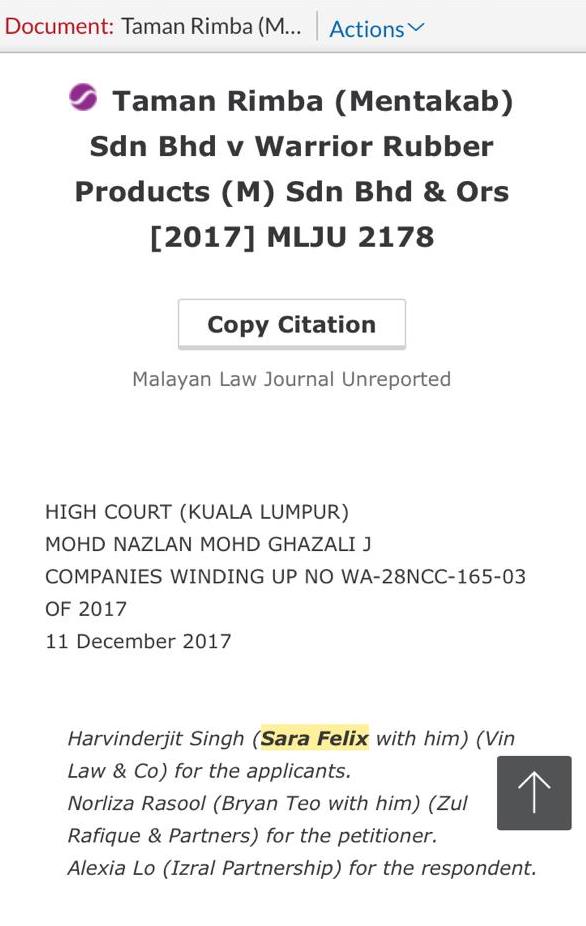 Document: Taman Rimba (M... Actions
Taman Rimba (Mentakab)
Sdn Bhd v Warrior Rubber
Products (M) Sdn Bhd & Ors
[2017] MLJU 2178
Copy Citation
Malayan Law Journal Unreported
HIGH COURT (KUALA LUMPUR)
MOHD NAZLAN MOHD GHAZALI J
COMPANIES WINDING UP NO WA-28NCC-165-03
OF 2017
11 December 2017
Harvinderjit Singh (Sara Felix with him) (Vin
Law & Co) for the applicants.
Norliza Rasool (Bryan Teo with him) (Zul
Rafique & Partners) for the petitioner.
Alexia Lo (Izral Partnership) for the respondent.